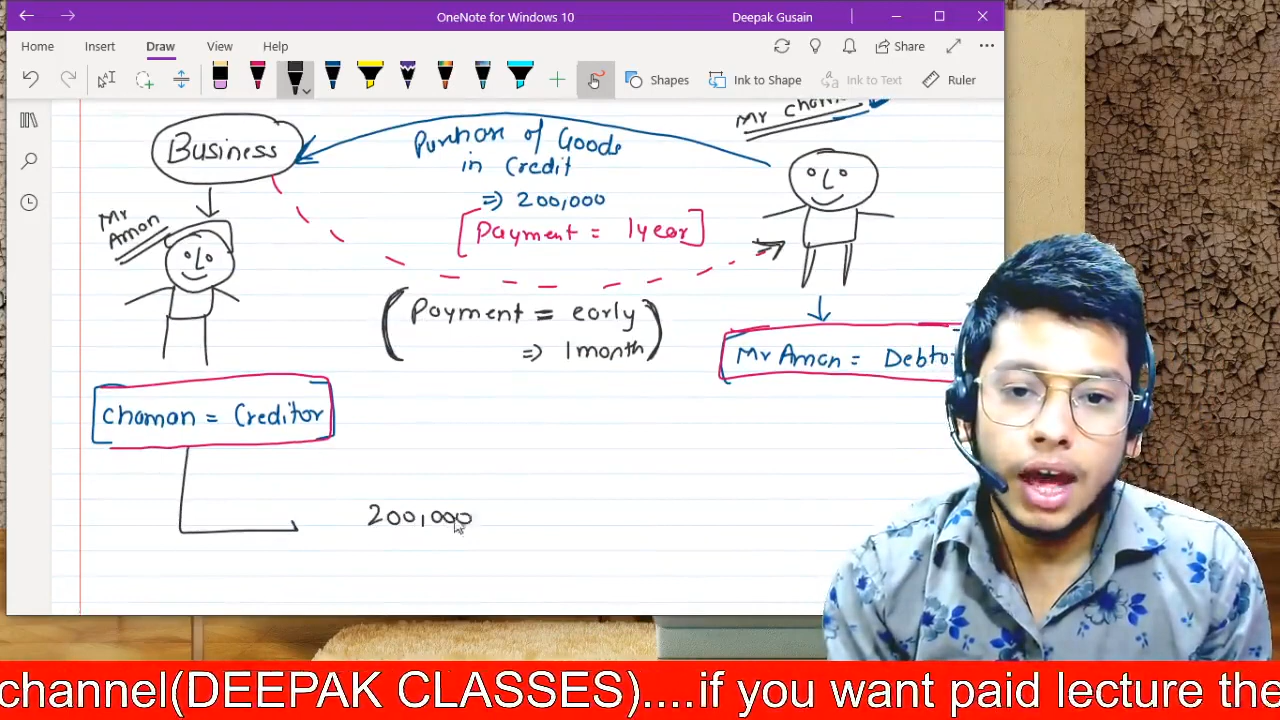 OneNote for Windows 10
Deepak Gusain
Home
Insert
Draw
View
Help
Share
Shapes
Ink to Shape
Ink to Text
Ruler
Mr
Business
Purchase of Goods
in Credit
=> 200,000
[Payment = 1year]
Mr
Aman
(Payment = early
=> 1month)
Mr Aman = Debtor
Chaman = Creditor
200,000
channel(DEEPAK CLASSES)....if you want paid lecture the